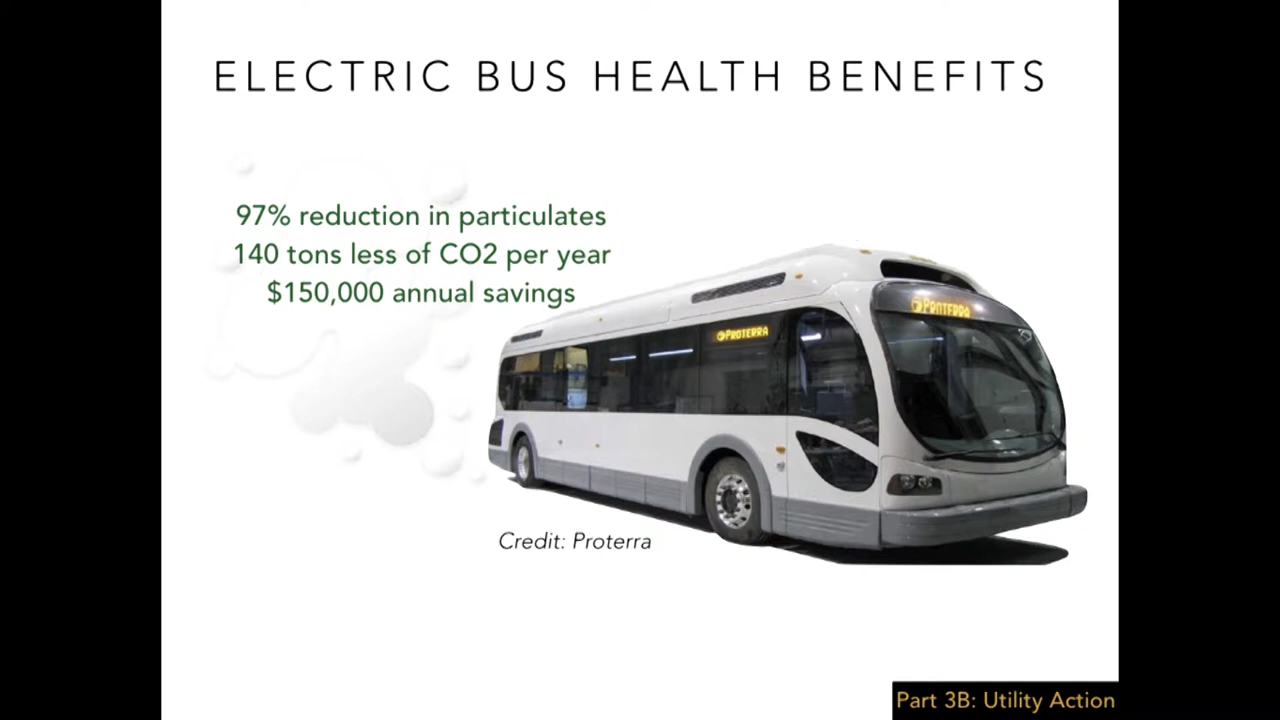 ELECTRIC BUS HEALTH BENEFITS
97% reduction in particulates
140 tons less of CO2 per year
$150,000 annual savings
PROTERRA
PROTERRA
Credit: Proterra
Part 3B: Utility Action